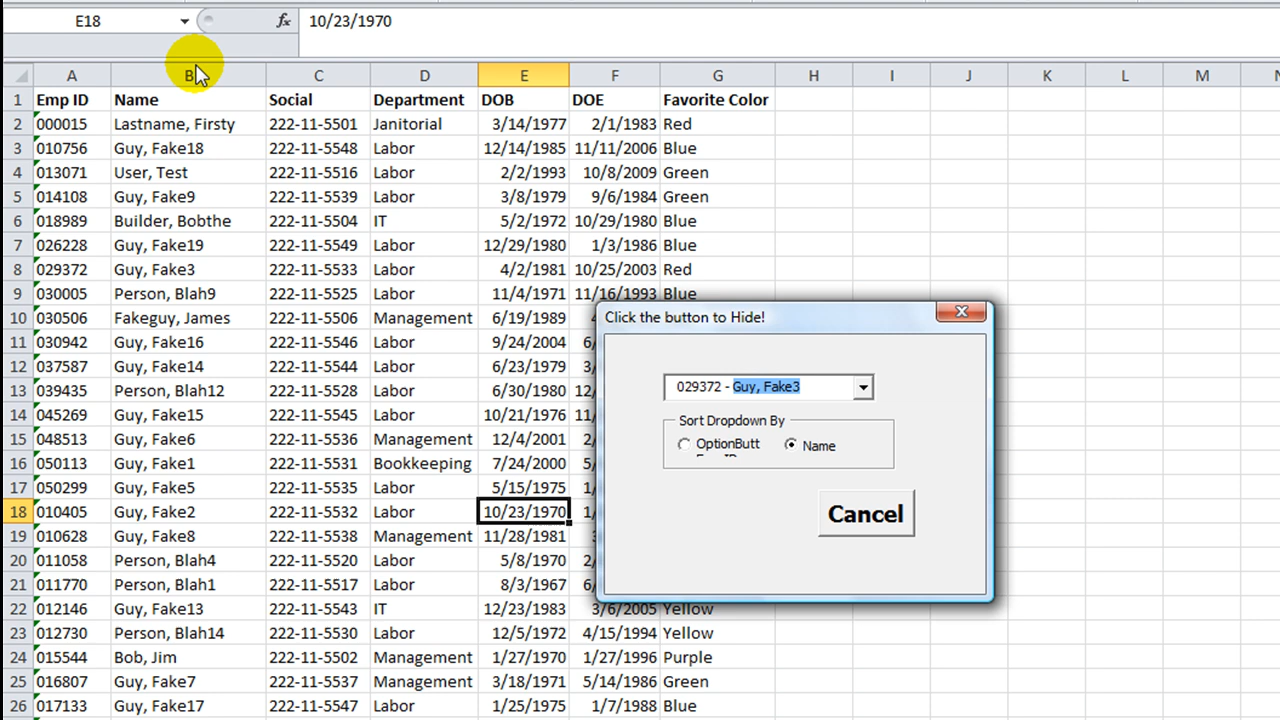 E18 fx 10/23/1970
A B C D E F G H I J K L M
1 Emp ID Name Social Department DOB DOE Favorite Color
2 000015 Lastname, Firsty 222-11-5501 Janitorial 3/14/1977 2/1/1983 Red
3 010756 Guy, Fake18 222-11-5548 Labor 12/14/1985 11/11/2006 Blue
4 013071 User, Test 222-11-5516 Labor 2/2/1993 10/8/2009 Green
5 014108 Guy, Fake9 222-11-5539 Labor 3/8/1979 9/6/1984 Green
6 018989 Builder, Bobthe 222-11-5504 IT 5/2/1972 10/29/1980 Blue
7 026228 Guy, Fake19 222-11-5549 Labor 12/29/1980 1/3/1986 Blue
8 029372 Guy, Fake3 222-11-5533 Labor 4/2/1981 10/25/2003 Red
9 030005 Person, Blah9 222-11-5525 Labor 11/4/1971 11/16/1993 Blue
10 030506 Fakeguy, James 222-11-5506 Management 6/19/1989
11 030942 Guy, Fake16 222-11-5546 Labor 9/24/2004 6/
12 037587 Guy, Fake14 222-11-5544 Labor 6/23/1979
13 039435 Person, Blah12 222-11-5528 Labor 6/30/1980 12/
14 045269 Guy, Fake15 222-11-5545 Labor 10/21/1976 11/
15 048513 Guy, Fake6 222-11-5536 Management 12/4/2001
16 050113 Guy, Fake1 222-11-5531 Bookkeeping 7/24/2000 5/
17 050299 Guy, Fake5 222-11-5535 Labor 5/15/1975 1/
18 010405 Guy, Fake2 222-11-5532 Labor 10/23/1970 1/
19 010628 Guy, Fake8 222-11-5538 Management 11/28/1981
20 011058 Person, Blah4 222-11-5520 Labor 5/8/1970
21 011770 Person, Blah1 222-11-5517 Labor 8/3/1967 6/
22 012146 Guy, Fake13 222-11-5543 IT 12/23/1983 3/6/2005 Yellow
23 012730 Person, Blah14 222-11-5530 Labor 12/5/1972 4/15/1994 Yellow
24 015544 Bob, Jim 222-11-5502 Management 1/27/1970 1/27/1996 Purple
25 016807 Guy, Fake7 222-11-5537 Management 3/18/1971 5/14/1986 Green
26 017133 Guy, Fake17 222-11-5547 Labor 1/25/1975 1/7/1988 Blue
Click the button to Hide!
029372 - Guy, Fake3
Sort Dropdown By
OptionButt Name
Cancel